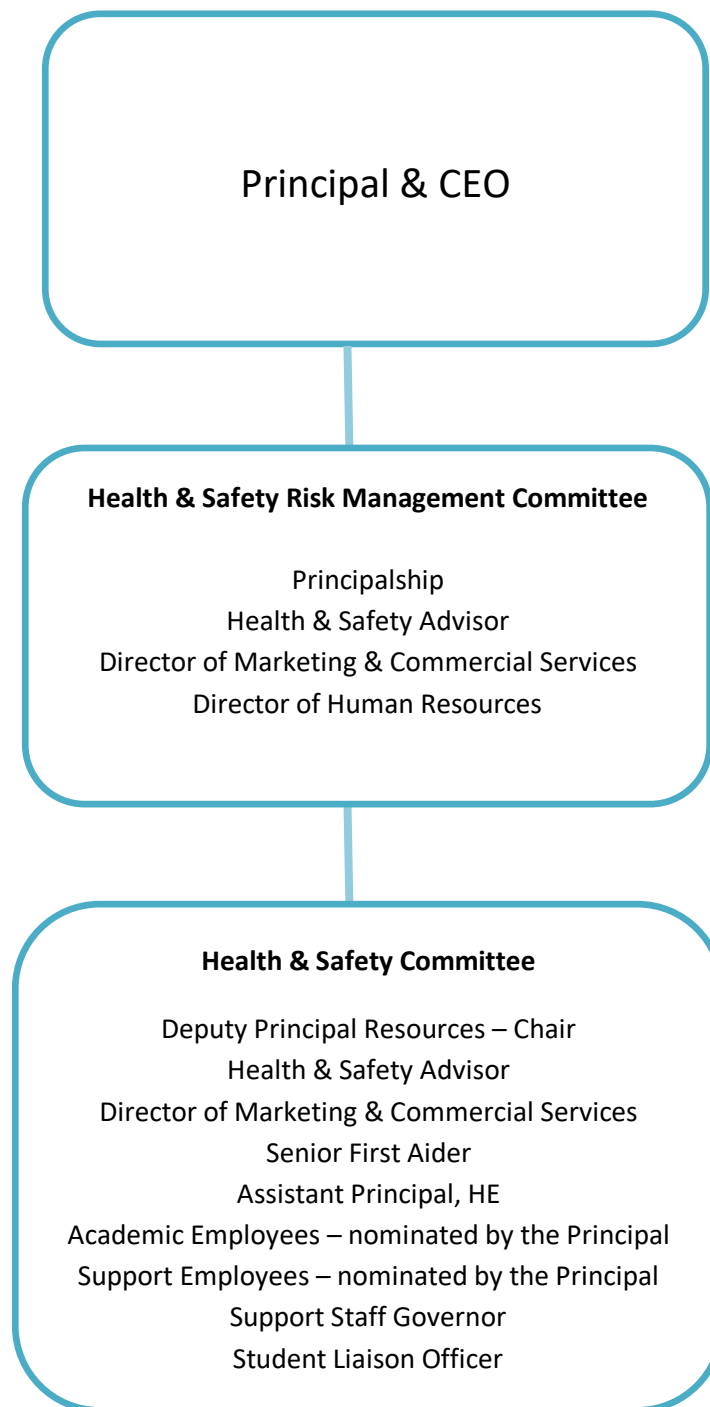 Principal & CEO
Health & Safety Risk Management Committee
Principalship
Health & Safety Advisor
Director of Marketing & Commercial Services
Director of Human Resources
Health & Safety Committee
Deputy Principal Resources – Chair
Health & Safety Advisor
Director of Marketing & Commercial Services
Senior First Aider
Assistant Principal, HE
Academic Employees – nominated by the Principal
Support Employees – nominated by the Principal
Support Staff Governor
Student Liaison Officer